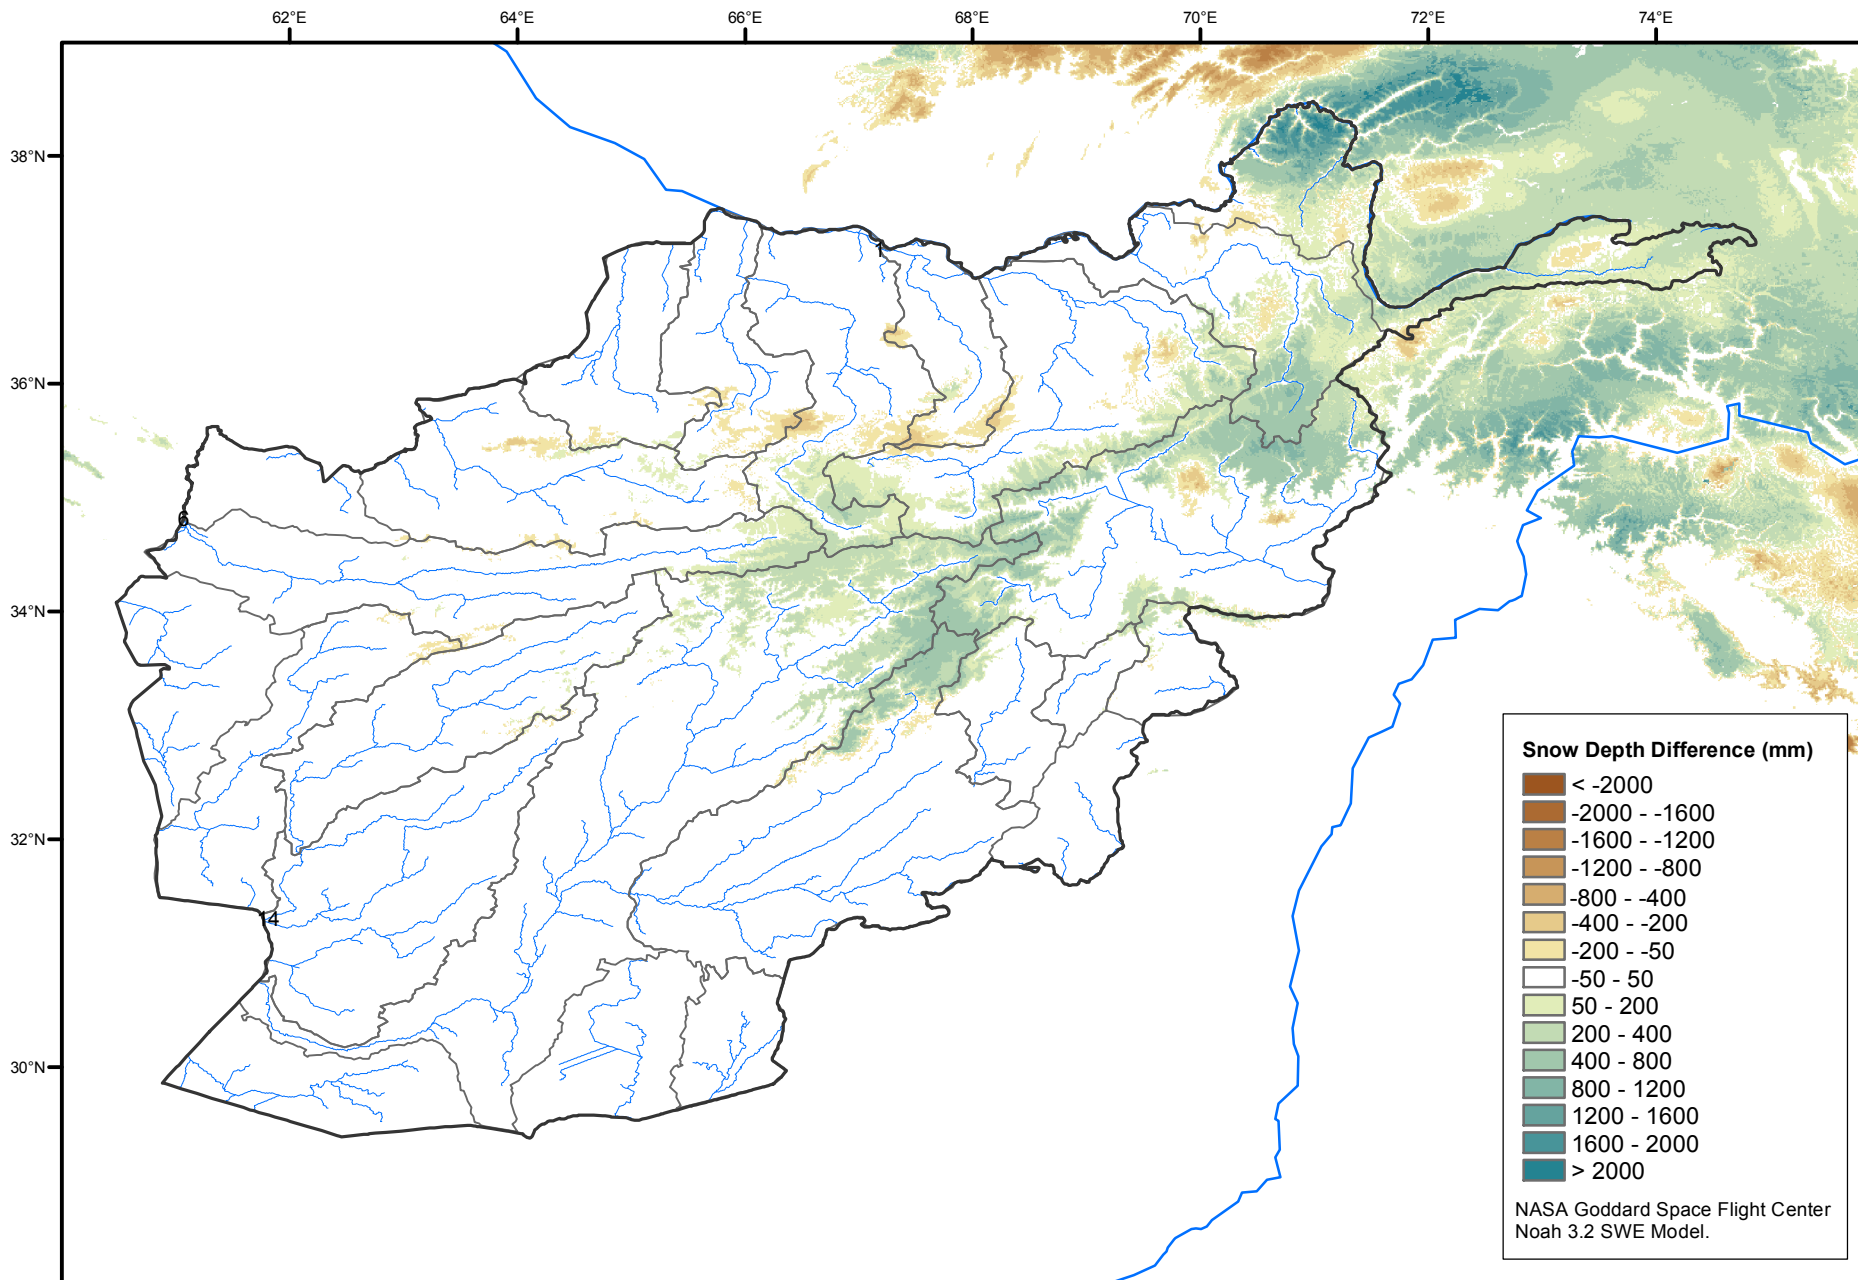 62°E 64°E 66°E 68°E 70°E 72°E 74°E
38°N
1
36°N
6
34°N
32°N
14
30°N
Snow Depth Difference (mm)
< -2000
-2000 - -1600
-1600 - -1200
-1200 - -800
-800 - -400
-400 - -200
-200 - -50
-50 - 50
50 - 200
200 - 400
400 - 800
800 - 1200
1200 - 1600
1600 - 2000
> 2000
NASA Goddard Space Flight Center
Noah 3.2 SWE Model.